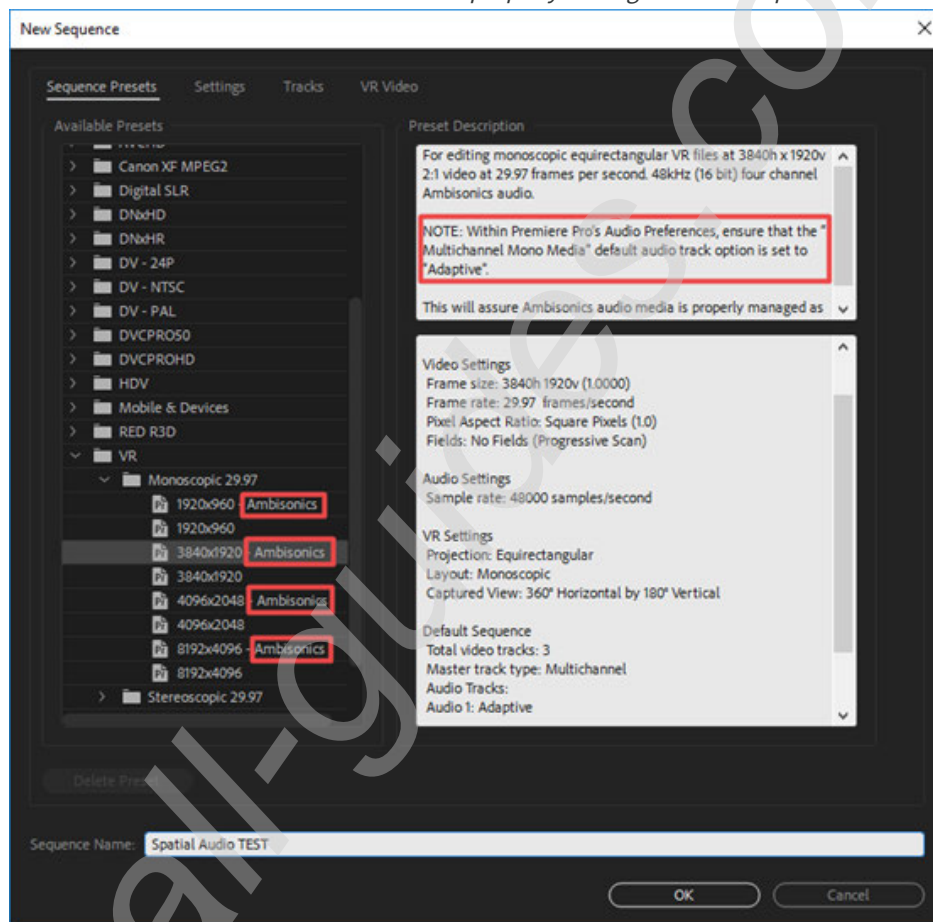 New Sequence
Sequence Presets Settings Tracks VR Video
Available Presets
Canon XF MPEG2
Digital SLR
DNxHD
DNxHR
DV - 24P
DV - NTSC
DV - PAL
DVCPRO50
DVCPROHD
HDV
Mobile & Devices
RED R3D
VR
Monoscopic 29.97
1920x960 - Ambisonics
1920x960
3840x1920 - Ambisonics
3840x1920
4096x2048 - Ambisonics
4096x2048
8192x4096 - Ambisonics
8192x4096
Stereoscopic 29.97
Preset Description
For editing monoscopic equirectangular VR files at 3840h x 1920v
2:1 video at 29.97 frames per second. 48kHz (16 bit) four channel
Ambisonics audio.
NOTE: Within Premiere Pro's Audio Preferences, ensure that the "
Multichannel Mono Media" default audio track option is set to
"Adaptive".
This will assure Ambisonics audio media is properly managed as
Video Settings
Frame size: 3840h 1920v (1.0000)
Frame rate: 29.97 frames/second
Pixel Aspect Ratio: Square Pixels (1.0)
Fields: No Fields (Progressive Scan)
Audio Settings
Sample rate: 48000 samples/second
VR Settings
Projection: Equirectangular
Layout: Monoscopic
Captured View: 360° Horizontal by 180° Vertical
Default Sequence
Total video tracks: 3
Master track type: Multichannel
Audio Tracks:
Audio 1: Adaptive
Delete Preset
Sequence Name: Spatial Audio TEST
OK Cancel
all-guides.com